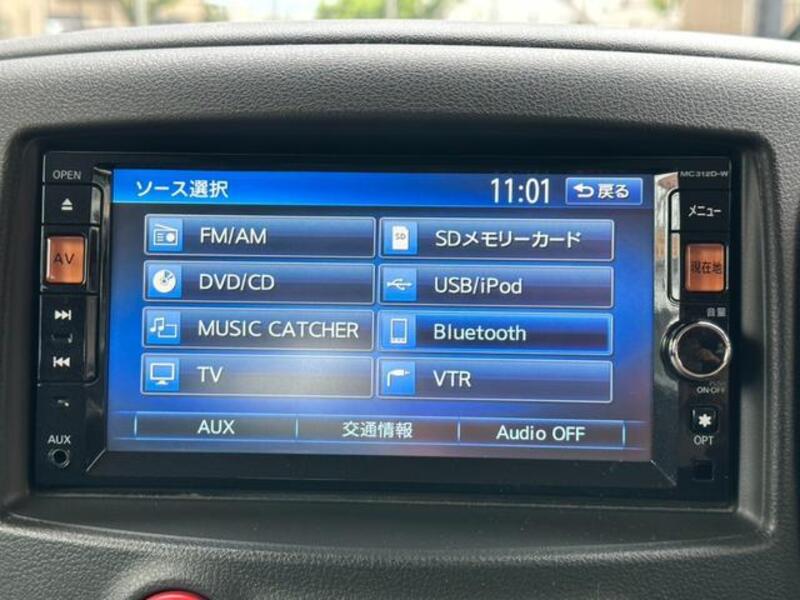 OPEN
MC312D-W
ソース選択
11:01
戻る
メニュー
AV
現在地
FM/AM
SD
SDメモリーカード
DVD/CD
USB/iPod
MUSIC CATCHER
Bluetooth
TV
VTR
音量
ON·OFF
AUX
交通情報
Audio OFF
AUX
OPT